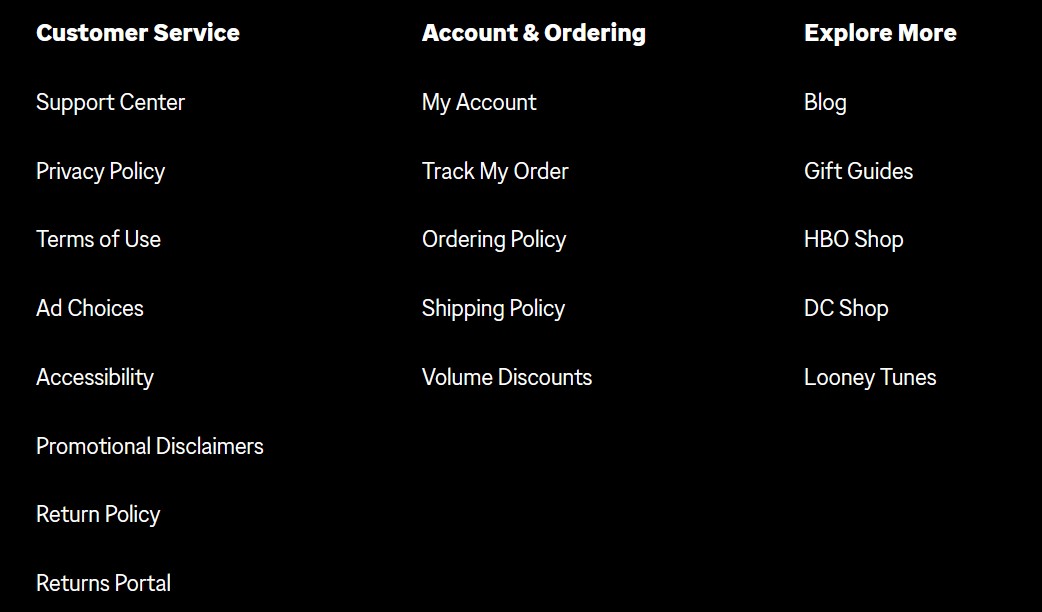 Customer Service
Support Center
Privacy Policy
Terms of Use
Ad Choices
Accessibility
Promotional Disclaimers
Return Policy
Returns Portal
Account & Ordering
My Account
Track My Order
Ordering Policy
Shipping Policy
Volume Discounts
Explore More
Blog
Gift Guides
HBO Shop
DC Shop
Looney Tunes